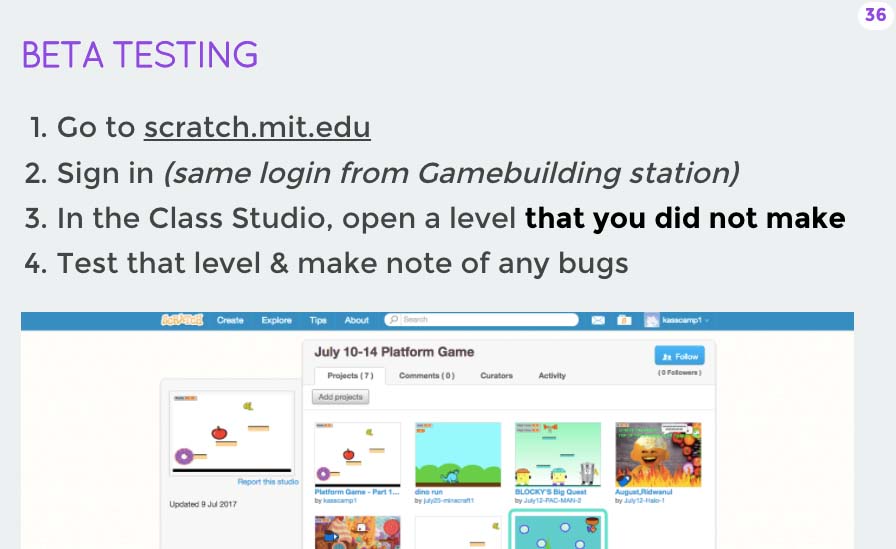 36
BETA TESTING
1. Go to scratch.mit.edu
2. Sign in (same login from Gamebuilding station)
3. In the Class Studio, open a level that you did not make
4. Test that level & make note of any bugs
SCRATCH Create Explore Tips About Search kasscamp1
July 10-14 Platform Game
Follow
(0 Followers)
Projects (7) Comments (0) Curators Activity
Add projects
Report this studio
Updated 9 Jul 2017
Platform Game - Part 1... dino run BLOCKY'S Big Quest August,Ridwanul
by kasscamp1 by july25-minecraft1 by July12-PAC-MAN-2 by July12-Halo-1